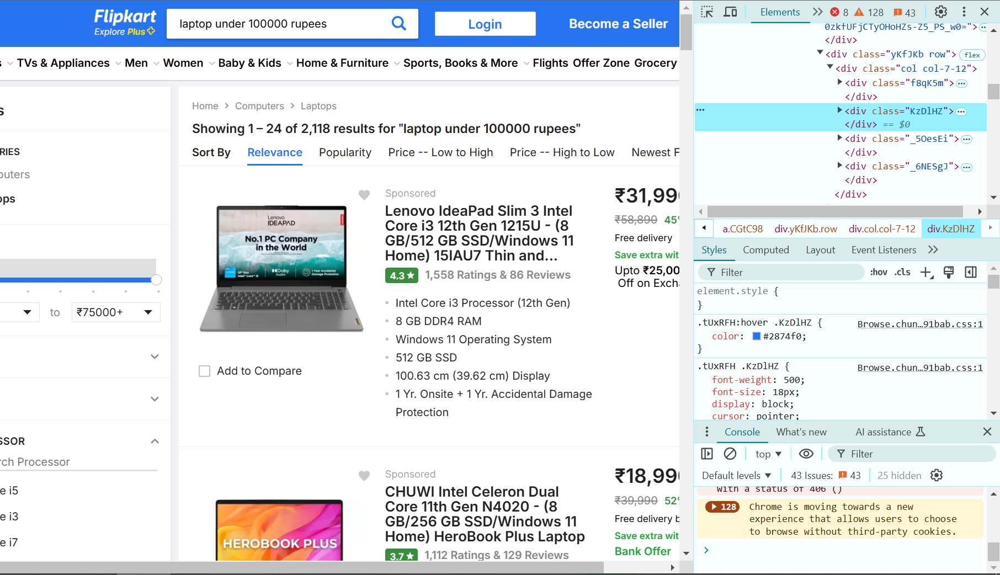 Flipkart
Explore Plus
laptop under 100000 rupees
Login
Become a Seller
s TVs & Appliances Men Women Baby & Kids Home & Furniture Sports, Books & More Flights Offer Zone Grocery
S
RIES
outers
ops
to ₹75000+
SSOR
rch Processor
e i5
e i3
e i7
Home Computers Laptops
Showing 1 – 24 of 2,118 results for "laptop under 100000 rupees"
Sort By Relevance Popularity Price -- Low to High Price -- High to Low Newest F
Lenovo
IDEAPAD
No.1 PC Company
in the World
Add to Compare
Sponsored
Lenovo IdeaPad Slim 3 Intel
Core i3 12th Gen 1215U - (8
GB/512 GB SSD/Windows 11
Home) 15IAU7 Thin and...
4.3 1,558 Ratings & 86 Reviews
Intel Core i3 Processor (12th Gen)
8 GB DDR4 RAM
Windows 11 Operating System
512 GB SSD
100.63 cm (39.62 cm) Display
1 Yr. Onsite + 1 Yr. Accidental Damage
Protection
₹31,990
₹58,890 45%
Free delivery
Save extra wit
Upto ₹25,00
Off on Excha
HEROBOOK PLUS
Sponsored
CHUWI Intel Celeron Dual
Core 11th Gen N4020 - (8
GB/256 GB SSD/Windows 11
Home) HeroBook Plus Laptop
3.7 1,112 Ratings & 129 Reviews
₹18,990
₹39,990 52%
Free delivery b
Save extra wit
Bank Offer
Elements 8 128 43
0zkfUFjCTyOHoHZs-Z5_PS_w0=">…
</div>
<div class="yKfJKb row"> flex
<div class="col col-7-12">
<div class="f8qK5m">…
</div>
… <div class="KzDlHZ">…
</div> == $0
<div class="_5OesEi">…
</div>
<div class="_6NESgJ">…
</div>
</div>
a.CGtC98 div.yKfJKb.row div.col.col-7-12 div.KzDlHZ
Styles Computed Layout Event Listeners
Filter :hov .cls
element.style {
}
.tUxRFH:hover .KzDlHZ { Browse.chun…91bab.css:1
color: #2874f0;
}
.tUxRFH .KzDlHZ { Browse.chun…91bab.css:1
font-weight: 500;
font-size: 18px;
display: block;
cursor: pointer;
Console What's new AI assistance
top Filter
Default levels 43 Issues: 43 25 hidden
with a status of 406 ()
128 Chrome is moving towards a new
experience that allows users to choose
to browse without third-party cookies.